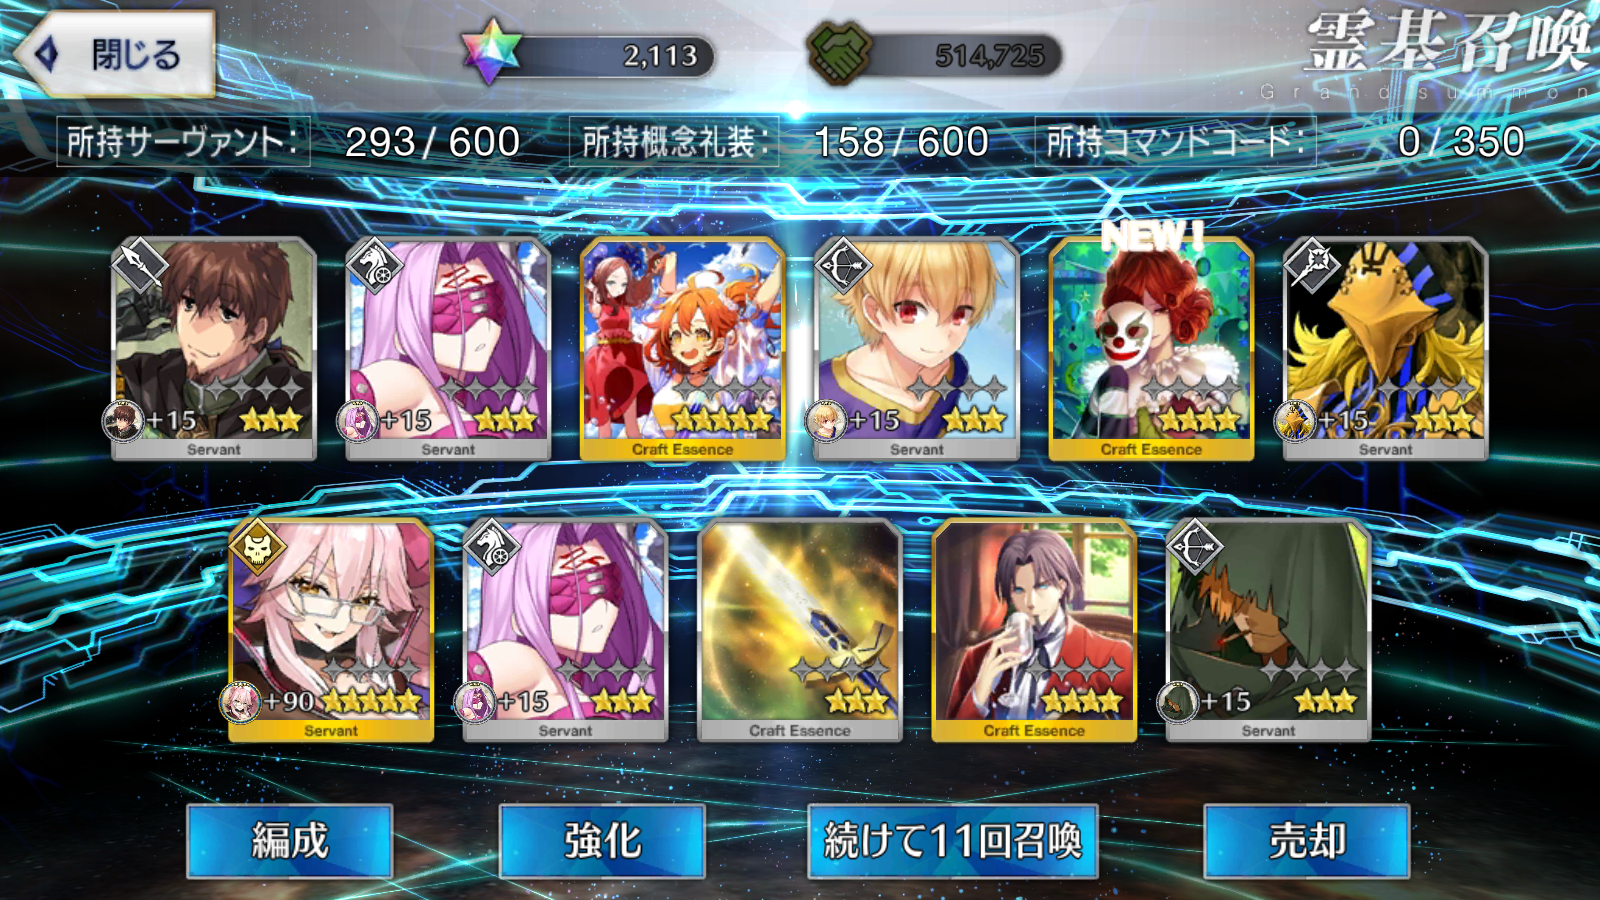 閉じる
2,113
514,725
霊基召喚
Grand summon
所持サーヴァント:
293 / 600
所持概念礼装:
158 / 600
所持コマンドコード:
0 / 350
NEW!
+15
Servant
+15
Servant
Craft Essence
+15
Servant
Craft Essence
+15
Servant
+90
Servant
+15
Servant
Craft Essence
Craft Essence
+15
Servant
編成
強化
続けて11回召喚
売却